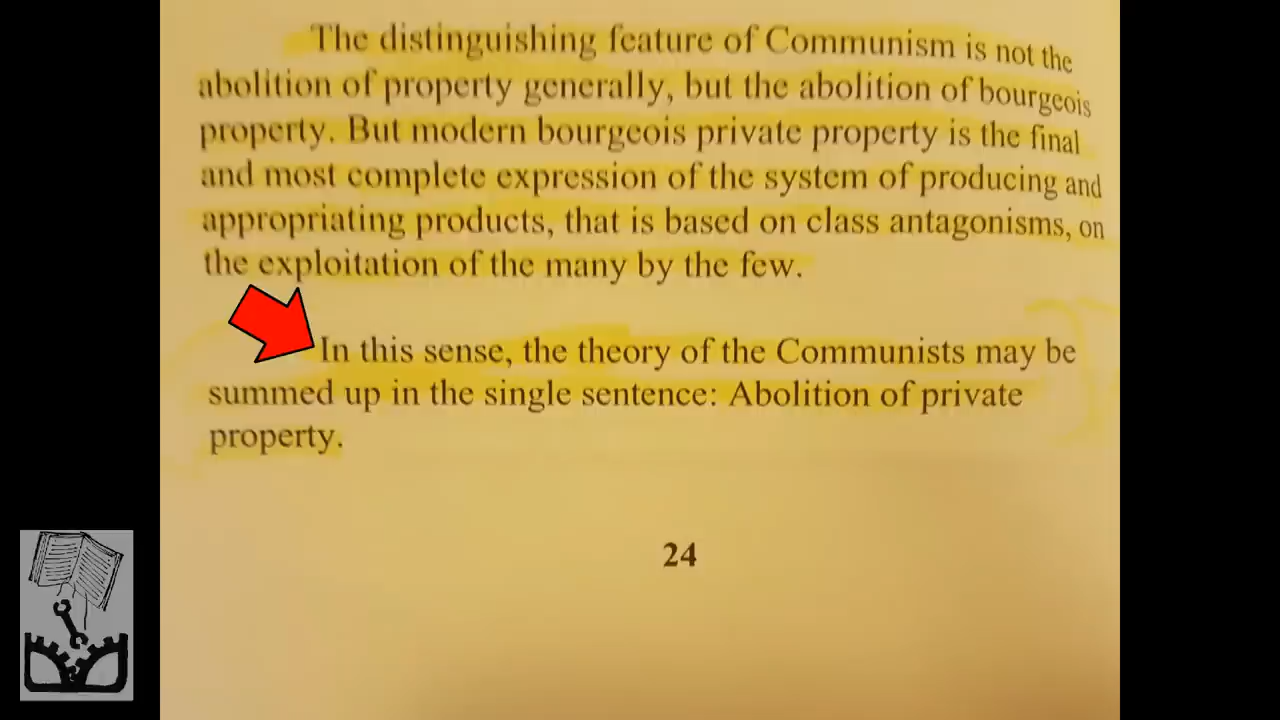 The distinguishing feature of Communism is not the
abolition of property generally, but the abolition of bourgeois
property. But modern bourgeois private property is the final
and most complete expression of the system of producing and
appropriating products, that is based on class antagonisms, on
the exploitation of the many by the few.
In this sense, the theory of the Communists may be
summed up in the single sentence: Abolition of private
property.
24